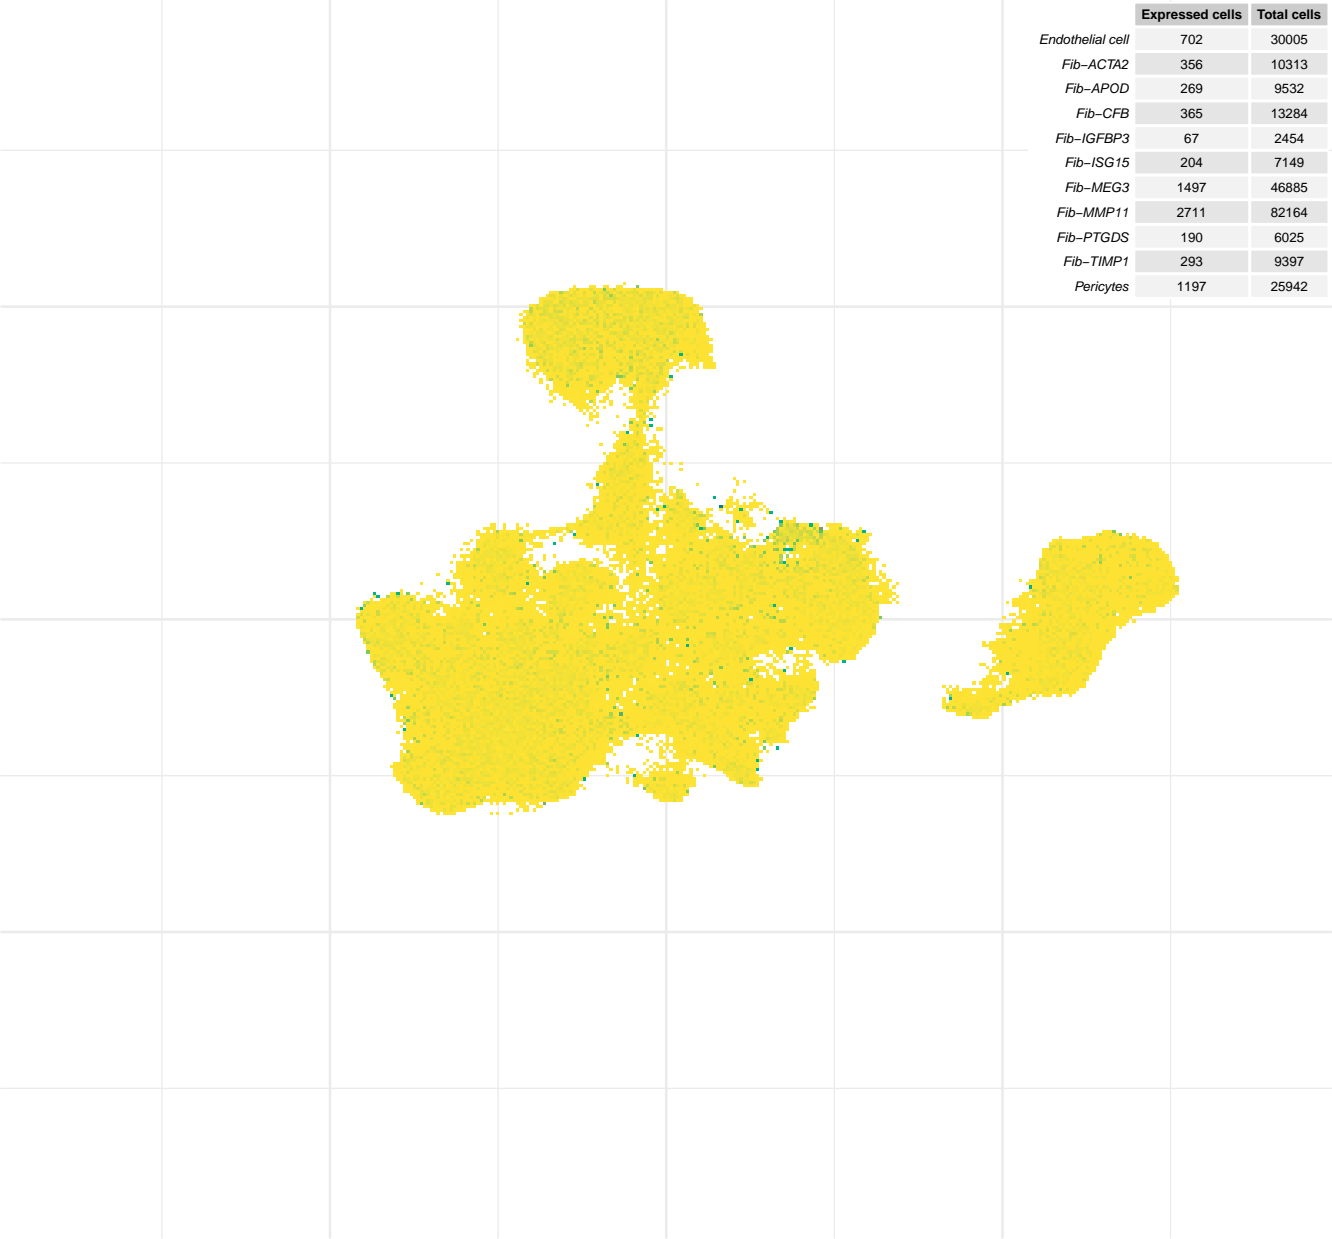 Expressed cells Total cells
Endothelial cell 702 30005
Fib−ACTA2 356 10313
Fib−APOD 269 9532
Fib−CFB 365 13284
Fib−IGFBP3 67 2454
Fib−ISG15 204 7149
Fib−MEG3 1497 46885
Fib−MMP11 2711 82164
Fib−PTGDS 190 6025
Fib−TIMP1 293 9397
Pericytes 1197 25942